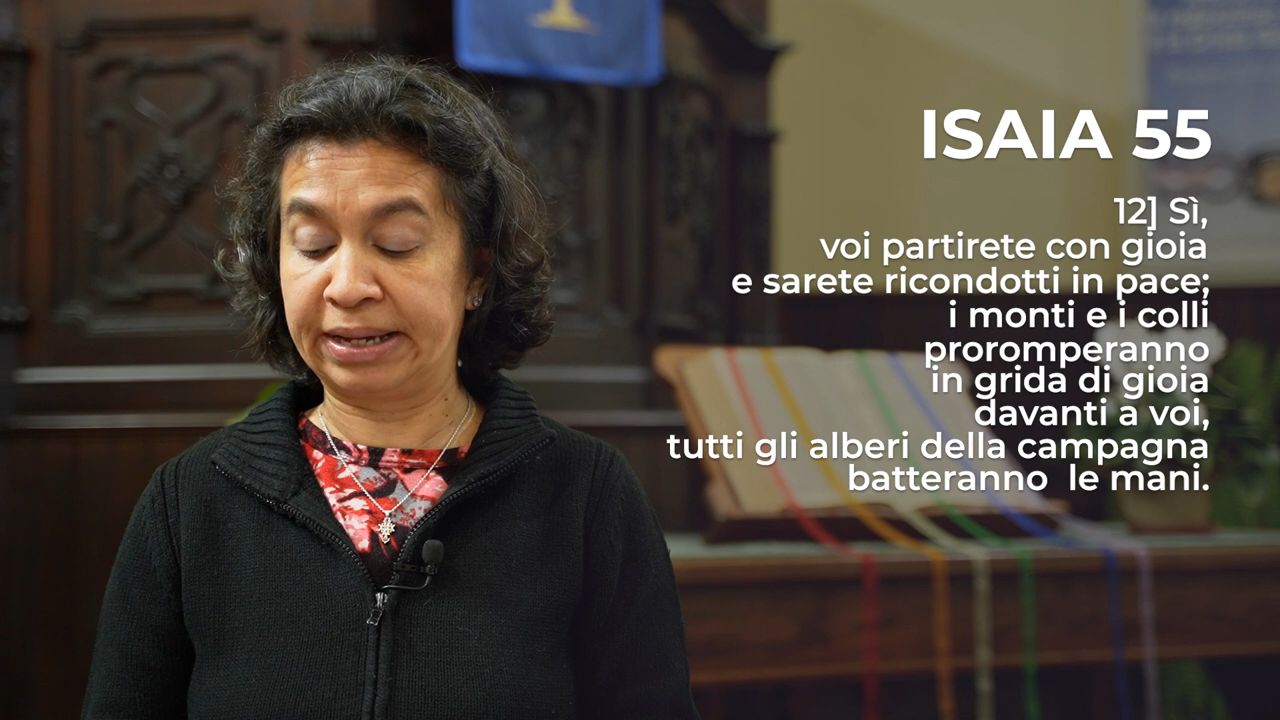 ISAIA 55
12] Sì,
voi partirete con gioia
e sarete ricondotti in pace;
i monti e i colli
proromperanno
in grida di gioia
davanti a voi,
tutti gli alberi della campagna
batteranno  le mani.